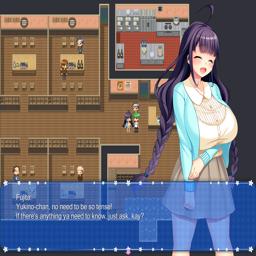 Fujita
Yukino-chan, no need to be so tense!
If there's anything ya need to know, just ask, kay?